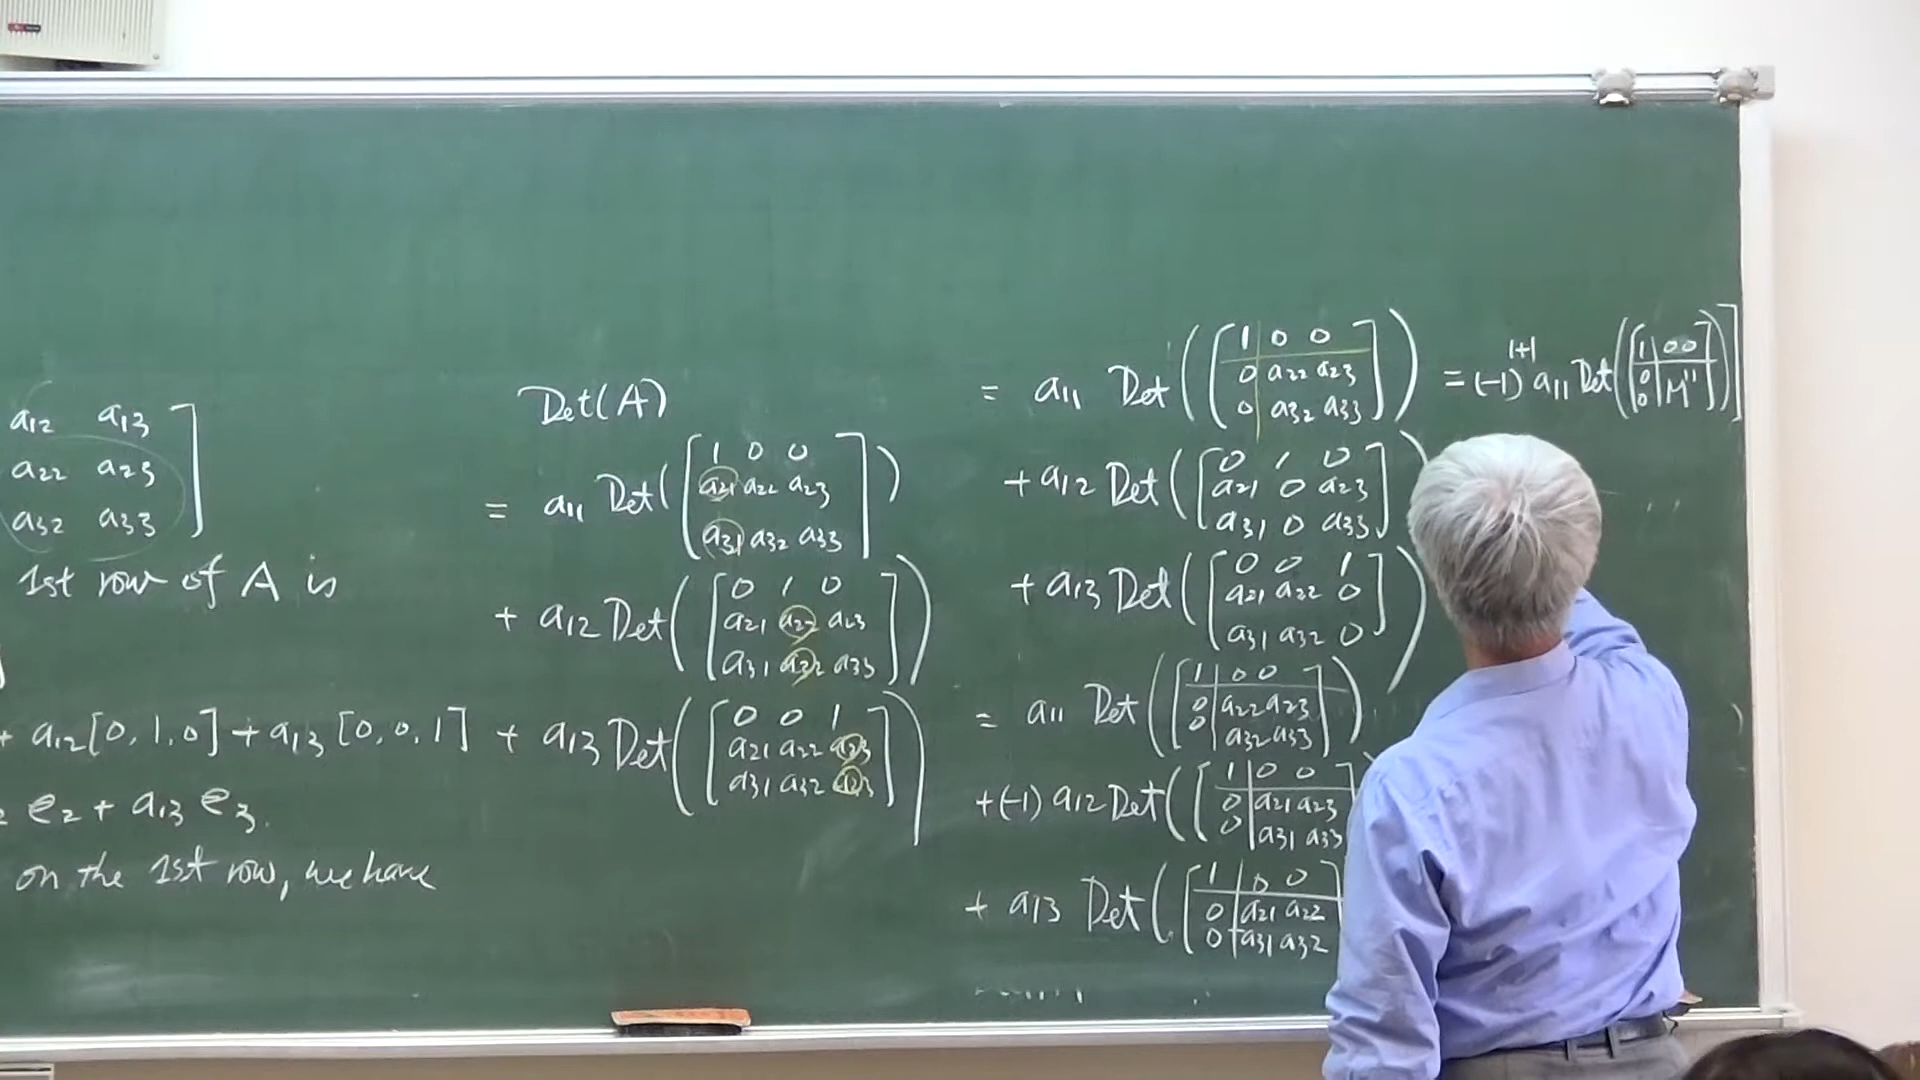 a12 a13
a22 a23
a32 a33
1st row of A is
+ a12[0,1,0] + a13[0,0,1]
e2 + a13 e3.
on the 1st row, we have
Det(A)
= a11 Det([1 0 0
a21 a22 a23
a31 a32 a33])
+ a12 Det([0 1 0
a21 a22 a23
a31 a32 a33])
+ a13 Det([0 0 1
a21 a22 a23
a31 a32 a33])
= a11 Det([1 0 0
0 a22 a23
0 a32 a33])
+ a12 Det([0 1 0
a21 0 a23
a31 0 a33])
+ a13 Det([0 0 1
a21 a22 0
a31 a32 0])
= a11 Det([1 0 0
0 a22 a23
0 a32 a33])
+(-1) a12 Det([1 0 0
0 a21 a23
0 a31 a33
+ a13 Det([1 0 0
0 a21 a22
0 a31 a32
= (-1)^1+1 a11 Det([1 0 0
0 M11
0])]